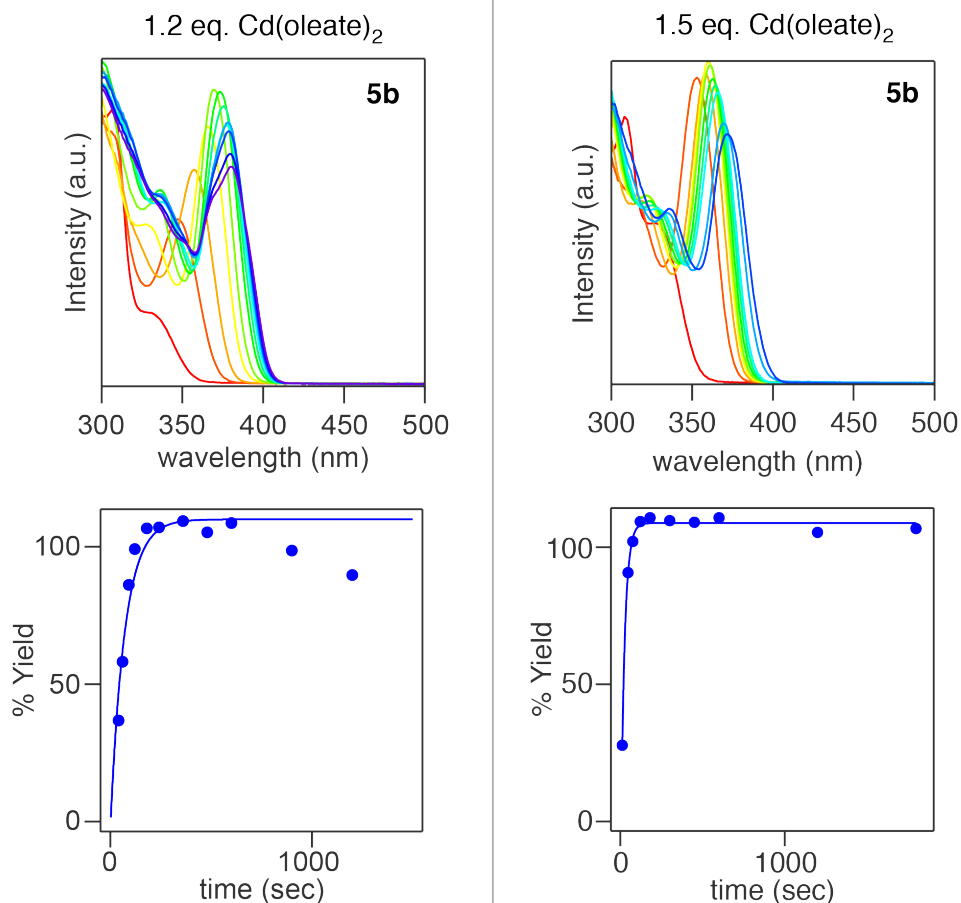 1.2 eq. Cd(oleate)₂
5b
Intensity (a.u.)
300 350 400 450 500
wavelength (nm)
100
50
0
% Yield
0 1000
time (sec)
1.5 eq. Cd(oleate)₂
5b
Intensity (a.u.)
300 350 400 450 500
wavelength (nm)
100
50
0
% Yield
0 1000
time (sec)